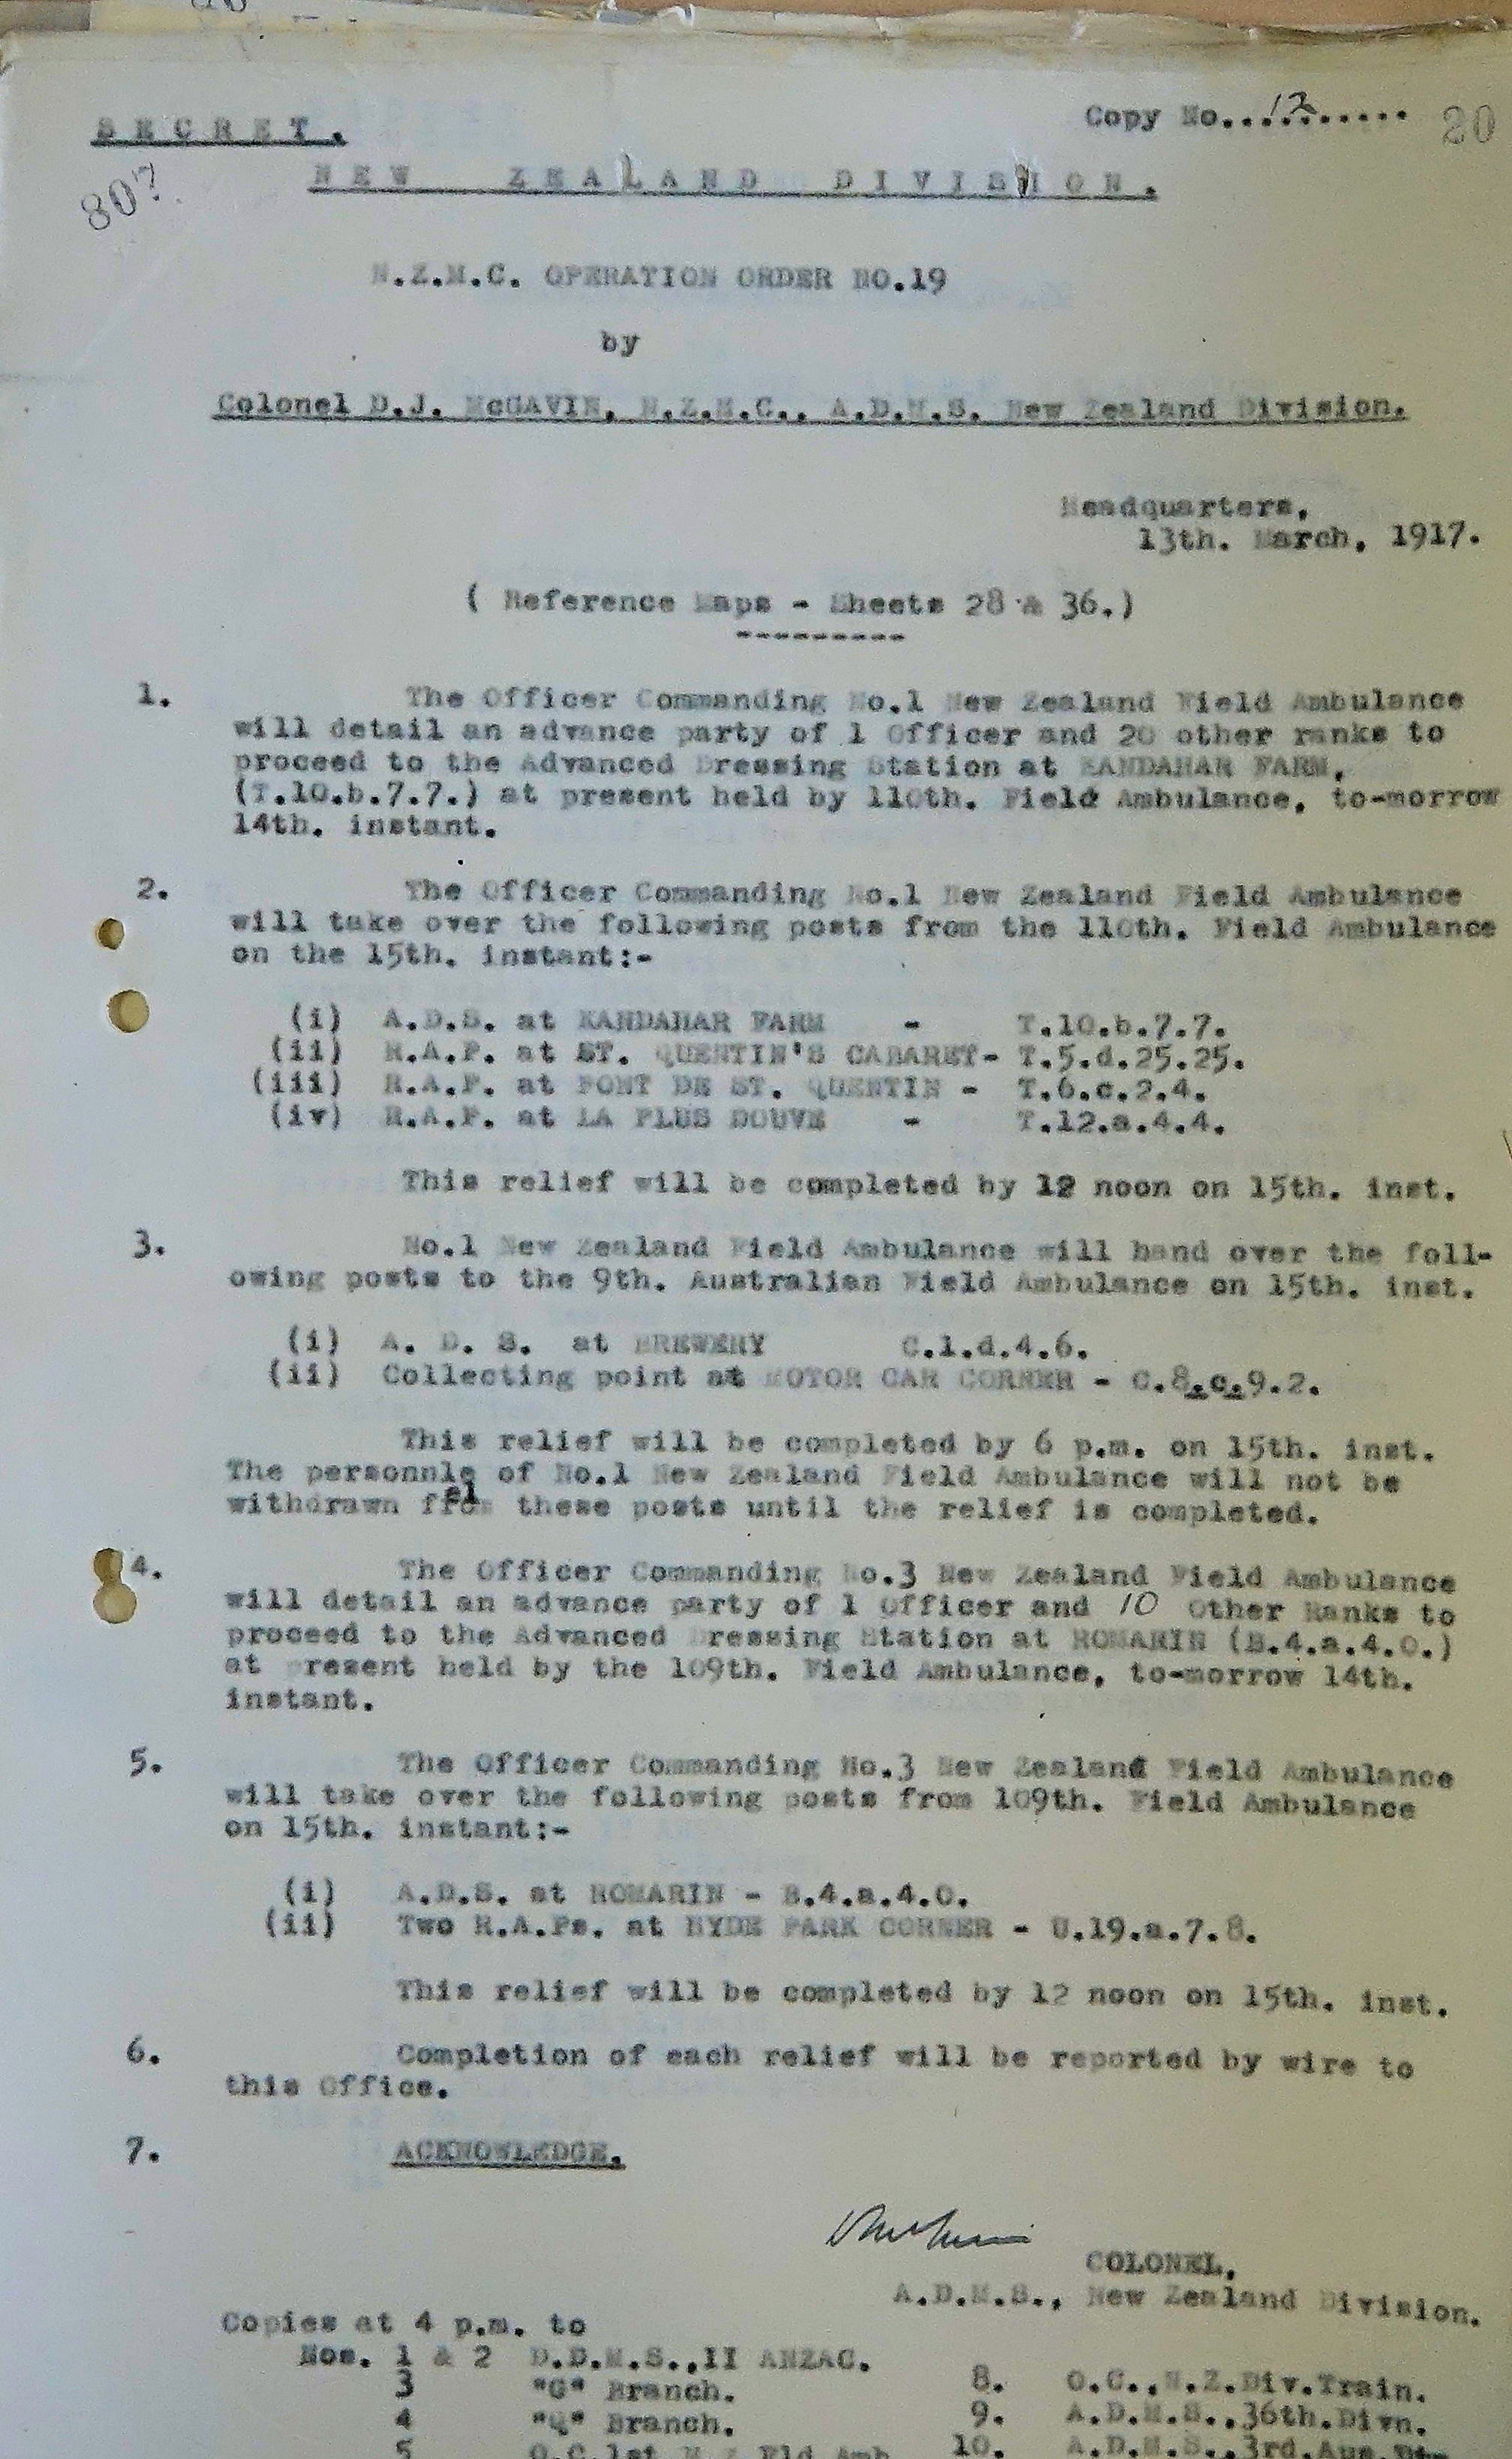 SECRET.
Copy No....12.......
20
80?
NEW ZEALAND DIVISION.
N.Z.M.C. OPERATION ORDER NO.19
by
Colonel D.J. McGAVIN, N.Z.M.C., A.D.M.S. New Zealand Division.
Headquarters,
13th. March, 1917.
( Reference Maps - Sheets 28 & 36.)
---------
1. The Officer Commanding No.1 New Zealand Field Ambulance
will detail an advance party of 1 Officer and 20 other ranks to
proceed to the Advanced Dressing Station at KANDAHAR FARM,
(T.10.b.7.7.) at present held by 110th. Field Ambulance, to-morrow
14th. instant.
2. The Officer Commanding No.1 New Zealand Field Ambulance
will take over the following posts from the 110th. Field Ambulance
on the 15th. instant:-
(i) A.D.S. at KANDAHAR FARM - T.10.b.7.7.
(ii) R.A.P. at ST. QUENTIN'S CABARET- T.5.d.25.25.
(iii) R.A.P. at PONT DE ST. QUENTIN - T.6.c.2.4.
(iv) R.A.P. at LA PLUS DOUVE - T.12.a.4.4.
This relief will be completed by 12 noon on 15th. inst.
3. No.1 New Zealand Field Ambulance will hand over the foll-
owing posts to the 9th. Australian Field Ambulance on 15th. inst.
(i) A. D. S. at BREWERY C.1.d.4.6.
(ii) Collecting point at MOTOR CAR CORNER - C.8.c.9.2.
This relief will be completed by 6 p.m. on 15th. inst.
The personnle of No.1 New Zealand Field Ambulance will not be
el
withdrawn ffom these posts until the relief is completed.
4. The Officer Commanding No.3 New Zealand Field Ambulance
will detail an advance party of 1 Officer and 10 Other Ranks to
proceed to the Advanced Dressing Station at ROMARIN (B.4.a.4.0.)
at present held by the 109th. Field Ambulance, to-morrow 14th.
instant.
5. The Officer Commanding No.3 New Zealand Field Ambulance
will take over the following posts from 109th. Field Ambulance
on 15th. instant:-
(i) A.D.S. at ROMARIN - B.4.a.4.0.
(ii) Two R.A.Ps. at HYDE PARK CORNER - U.19.a.7.8.
This relief will be completed by 12 noon on 15th. inst.
6. Completion of each relief will be reported by wire to
this Office.
7. ACKNOWLEDGE.
COLONEL,
A.D.M.S., New Zealand Division.
Copies at 4 p.m. to
Nos. 1 & 2 D.D.M.S.,II ANZAC.
3 "G" Branch. 8. O.C.,N.Z.Div.Train.
4 "Q" Branch. 9. A.D.M.S.,36th.Divn.
5 O.C.1st N.Z Fld Amb 10. A.D.M.S.,3rd.Aus.Div